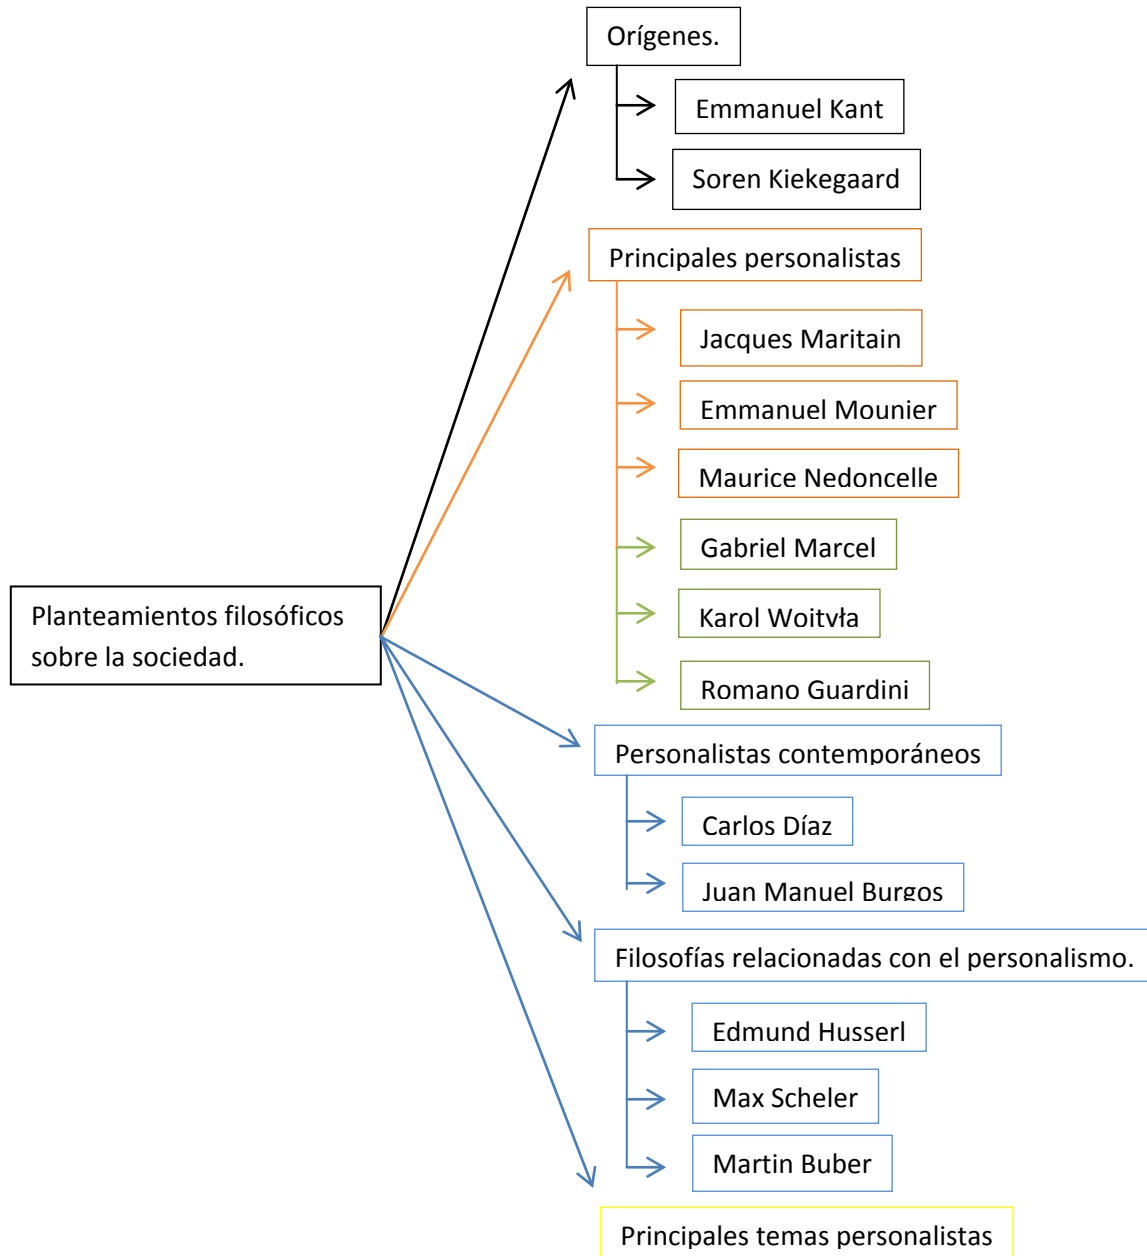 Orígenes.
Emmanuel Kant
Soren Kiekegaard
Principales personalistas
Jacques Maritain
Emmanuel Mounier
Maurice Nedoncelle
Gabriel Marcel
Karol Wojtyła
Romano Guardini
Planteamientos filosóficos
sobre la sociedad.
Personalistas contemporáneos
Carlos Díaz
Juan Manuel Burgos
Filosofías relacionadas con el personalismo.
Edmund Husserl
Max Scheler
Martin Buber
Principales temas personalistas